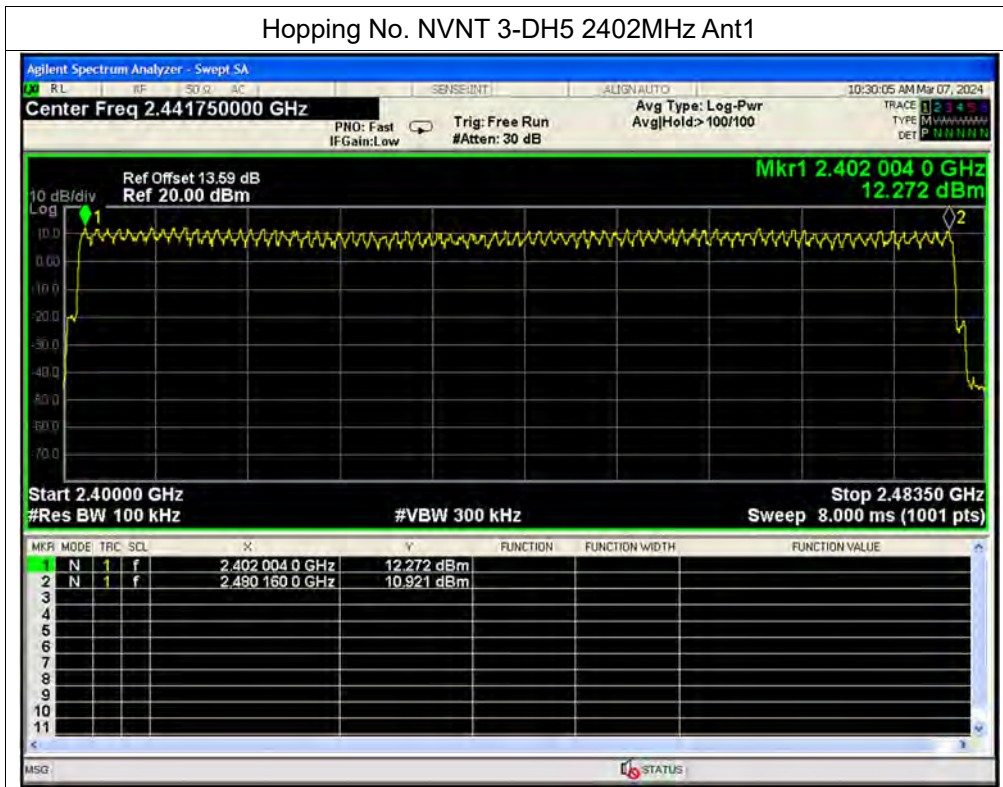 Hopping No. NVNT 3-DH5 2402MHz Ant1
Agilent Spectrum Analyzer - Swept SA
RL RF 50 Ω AC SENSE:INT ALIGN AUTO 10:30:05 AM Mar 07, 2024
Center Freq 2.441750000 GHz Avg Type: Log-Pwr TRACE 1 2 3 4 5 6
PNO: Fast Trig: Free Run Avg|Hold:> 100/100 TYPE M
IFGain:Low #Atten: 30 dB DET P N N N N N
Mkr1 2.402 004 0 GHz
Ref Offset 13.59 dB
10 dB/div Ref 20.00 dBm 12.272 dBm
Log
1 2
10.0
0.00
-10.0
-20.0
-30.0
-40.0
-50.0
-60.0
-70.0
Start 2.40000 GHz Stop 2.48350 GHz
#Res BW 100 kHz #VBW 300 kHz Sweep 8.000 ms (1001 pts)
MKR MODE TRC SCL X Y FUNCTION FUNCTION WIDTH FUNCTION VALUE
1 N 1 f 2.402 004 0 GHz 12.272 dBm
2 N 1 f 2.480 160 0 GHz 10.921 dBm
3
4
5
6
7
8
9
10
11
MSG STATUS